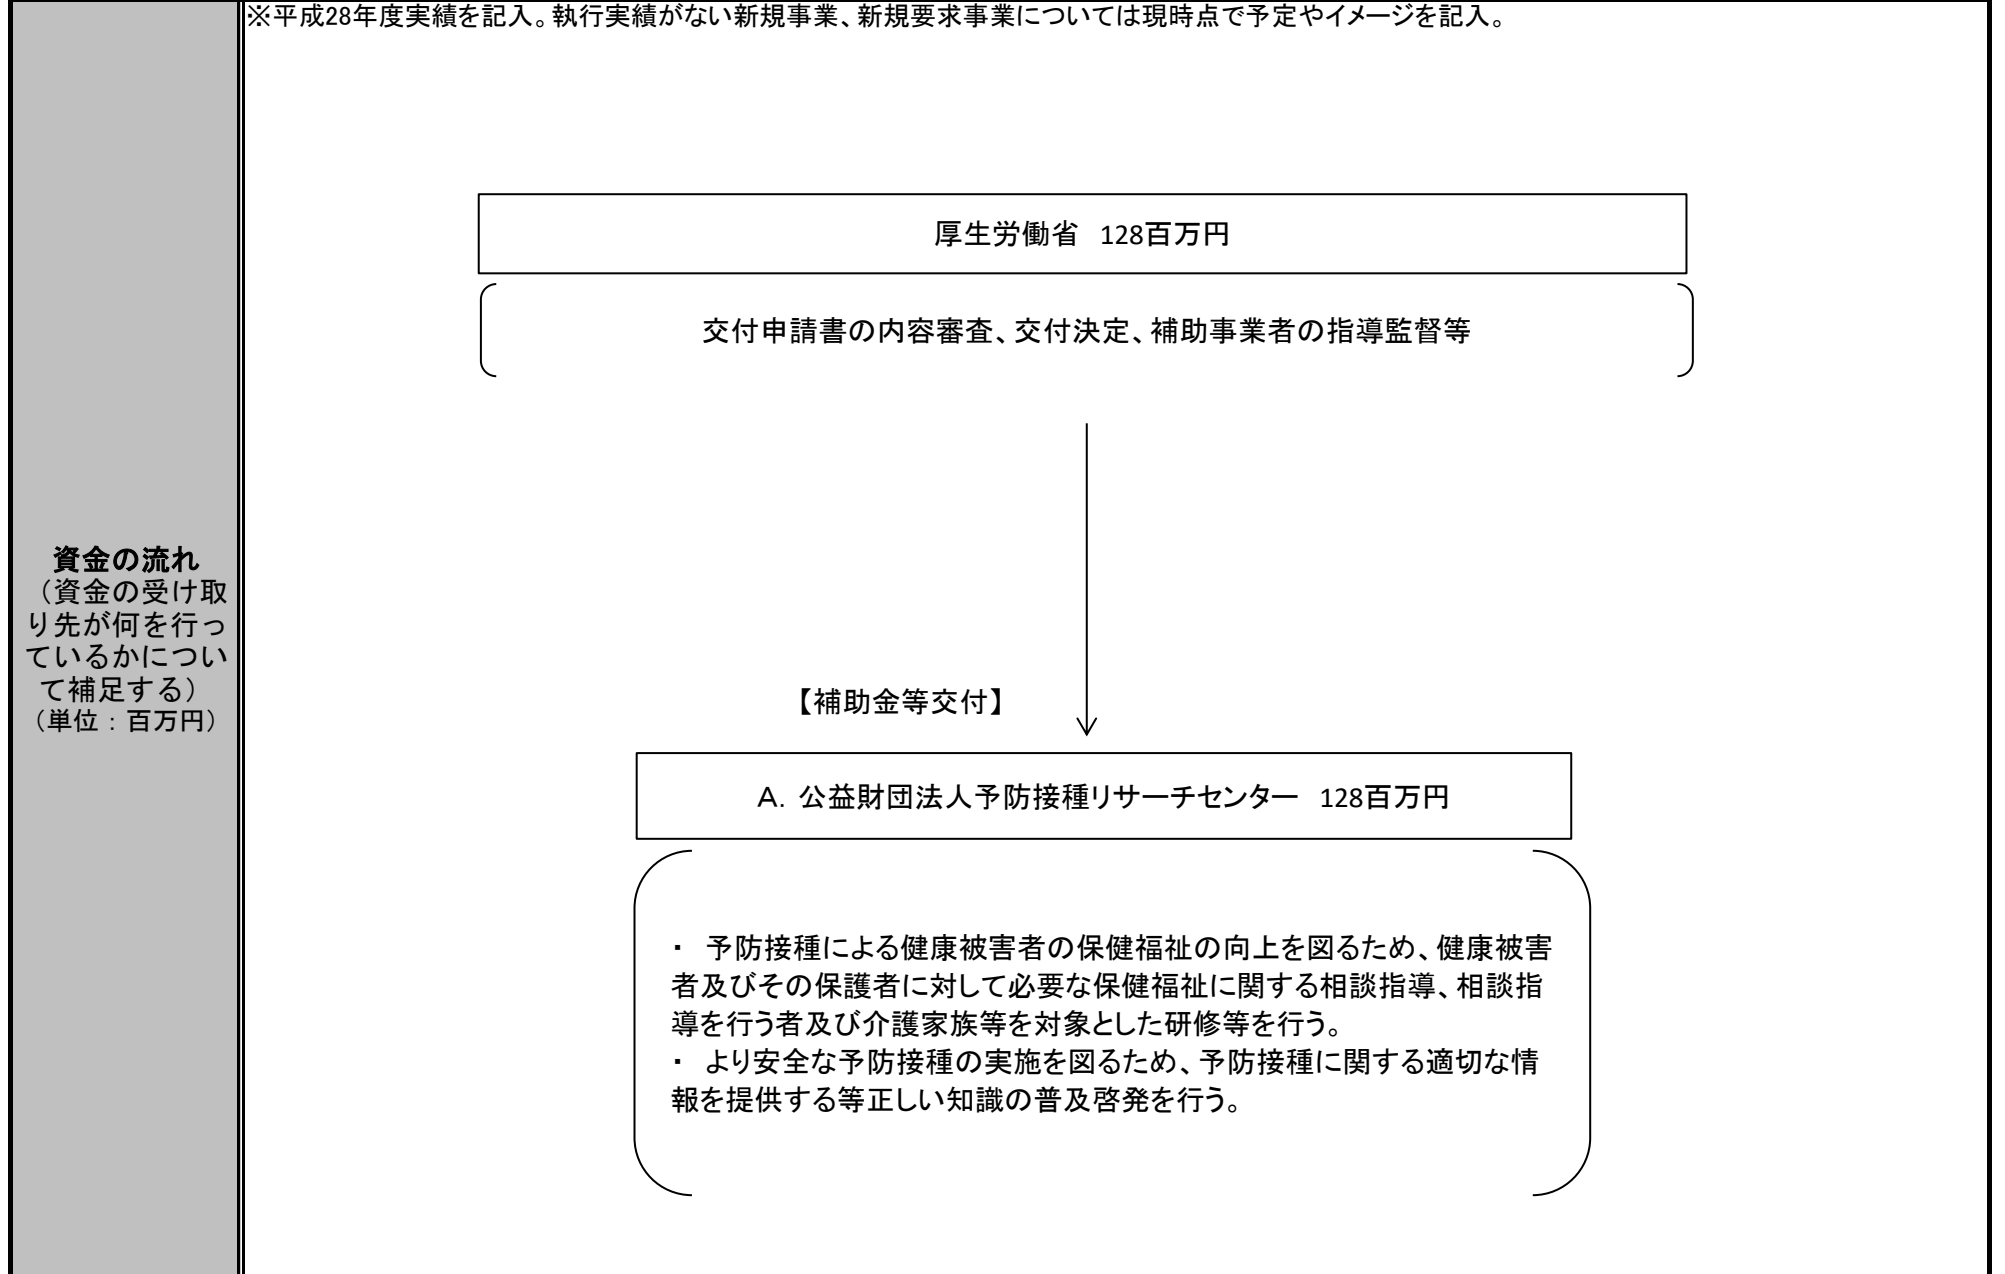 ※平成28年度実績を記入。執行実績がない新規事業、新規要求事業については現時点で予定やイメージを記入。
厚生労働省 128百万円
交付申請書の内容審査、交付決定、補助事業者の指導監督等
資金の流れ
（資金の受け取
り先が何を行っ
ているかについ
て補足する）
（単位：百万円）
【補助金等交付】
A. 公益財団法人予防接種リサーチセンター 128百万円
・ 予防接種による健康被害者の保健福祉の向上を図るため、健康被害
者及びその保護者に対して必要な保健福祉に関する相談指導、相談指
導を行う者及び介護家族等を対象とした研修等を行う。
・ より安全な予防接種の実施を図るため、予防接種に関する適切な情
報を提供する等正しい知識の普及啓発を行う。